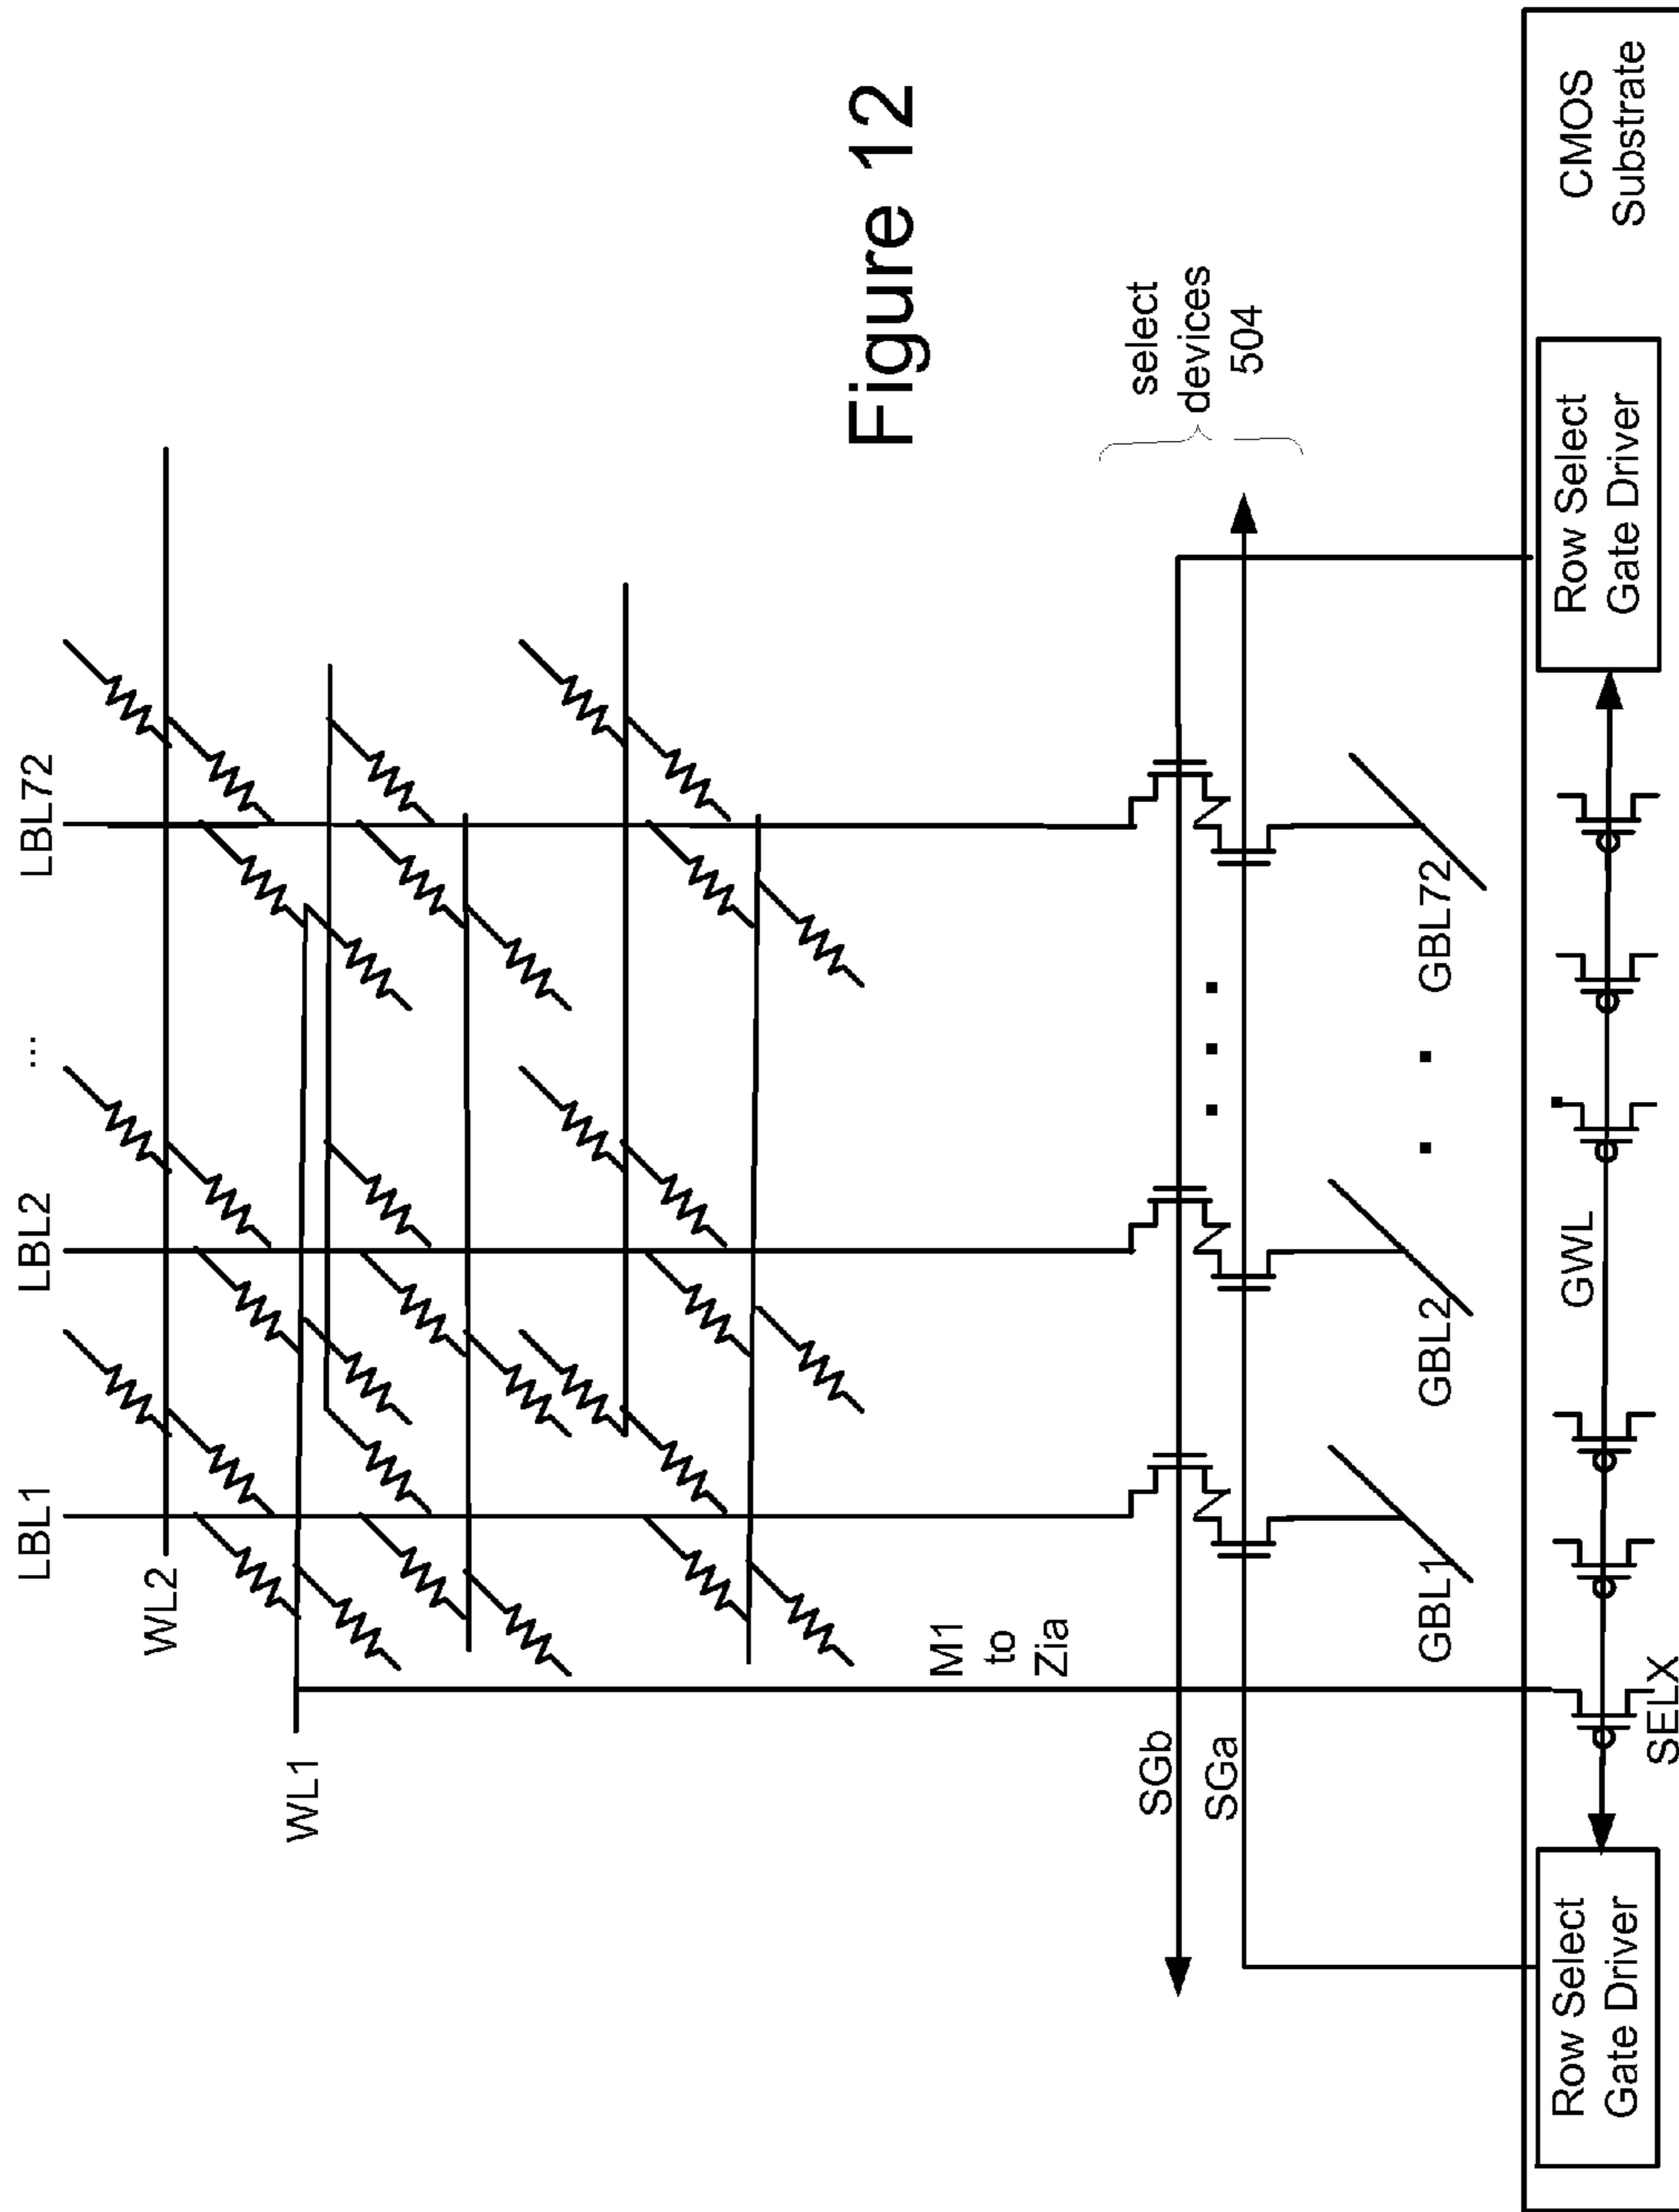 LBL1
LBL2
...
LBL72
WL2
WL1
M1
to
Zia
SGb
SGa
select
devices
504
GBL1
GBL2
GBL72
Figure 12
GWL
SELX
Row Select
Gate Driver
Row Select
Gate Driver
CMOS
Substrate